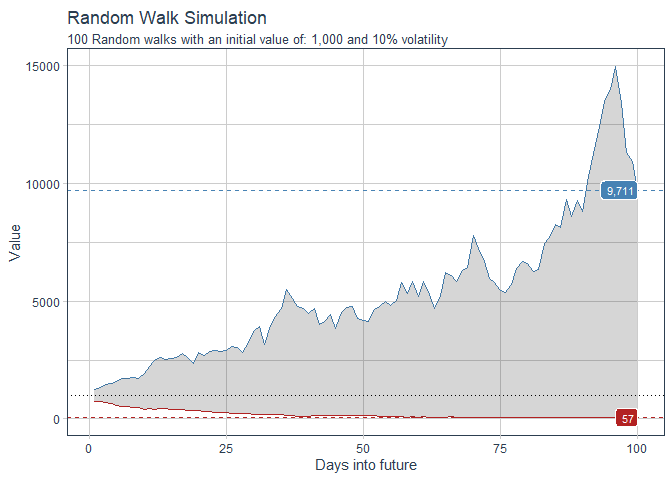 Random Walk Simulation
100 Random walks with an initial value of: 1,000 and 10% volatility
15000
10000
5000
0
Value
9,711
57
0
25
50
75
100
Days into future